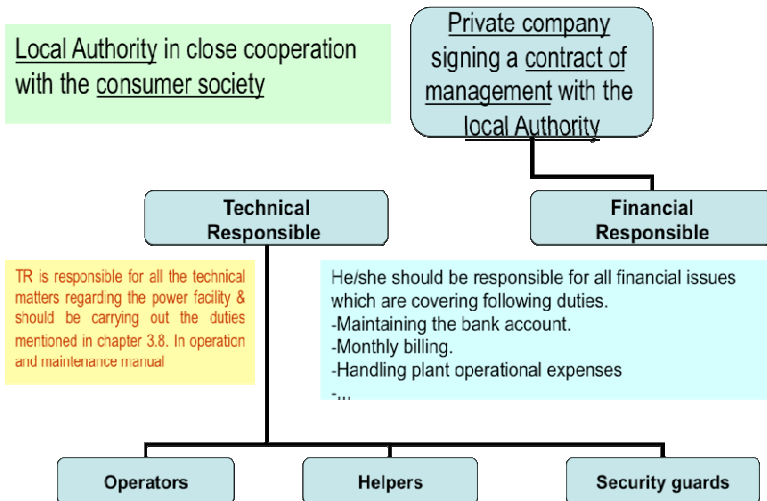 Local Authority in close cooperation
with the consumer society
Private company
signing a contract of
management with the
local Authority
Technical
Responsible
Financial
Responsible
TR is responsible for all the technical
matters regarding the power facility &
should be carrying out the duties
mentioned in chapter 3.8. In operation
and maintenance manual
He/she should be responsible for all financial issues
which are covering following duties.
-Maintaining the bank account.
-Monthly billing.
-Handling plant operational expenses
-...
Operators
Helpers
Security guards